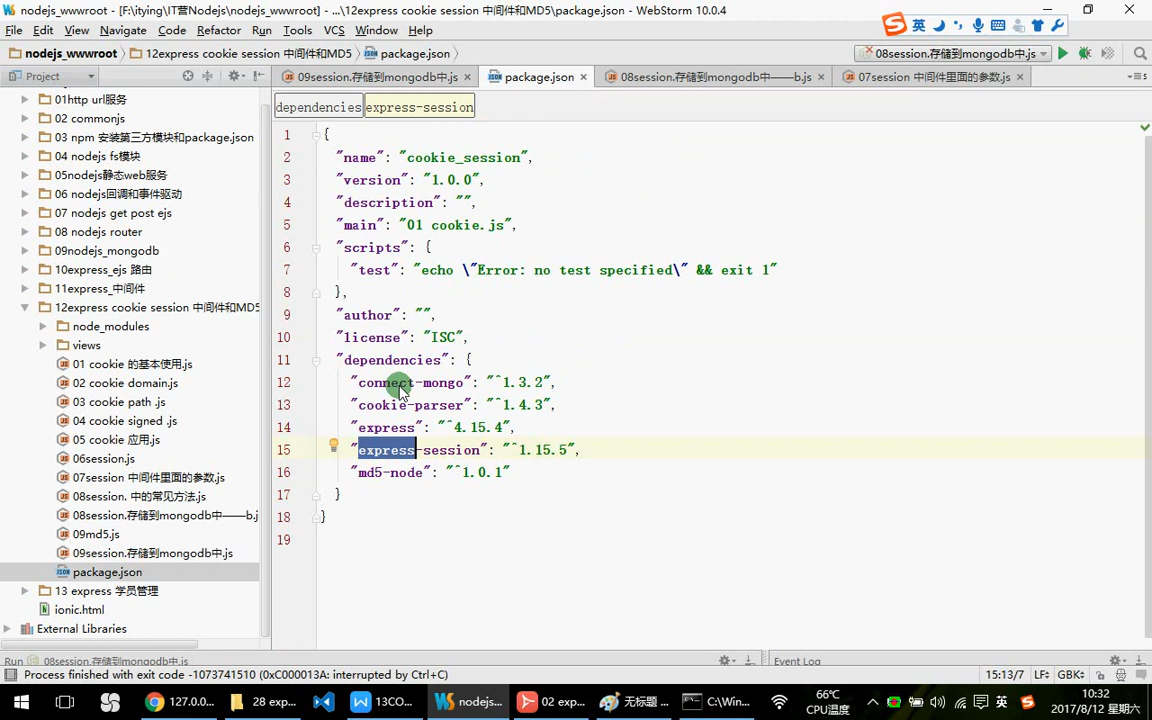 nodejs_wwwroot - [F:\itying\IT营Nodejs\nodejs_wwwroot] - ...\12express cookie session 中间件和MD5\package.json - WebStorm 10.0.4
英
File Edit View Navigate Code Refactor Run Tools VCS Window Help
nodejs_wwwroot 12express cookie session 中间件和MD5 package.json 08session.存储到mongodb中.js
Project 09session.存储到mongodb中.js package.json 08session.存储到mongodb中——b.js 07session 中间件里面的参数.js
dependencies express-session
01http url服务
02 commonjs
03 npm 安装第三方模块和package.json
04 nodejs fs模块
05nodejs静态web服务
06 nodejs回调和事件驱动
07 nodejs get post ejs
08 nodejs router
09nodejs_mongodb
10express_ejs 路由
11express_中间件
12express cookie session 中间件和MD5
node_modules
views
01 cookie 的基本使用.js
02 cookie domain.js
03 cookie path .js
04 cookie signed .js
05 cookie 应用.js
06session.js
07session 中间件里面的参数.js
08session. 中的常见方法.js
08session.存储到mongodb中——b.j
09md5.js
09session.存储到mongodb中.js
package.json
13 express 学员管理
ionic.html
External Libraries
1 {
2 "name": "cookie_session",
3 "version": "1.0.0",
4 "description": "",
5 "main": "01 cookie.js",
6 "scripts": {
7 "test": "echo \"Error: no test specified\" && exit 1"
8 },
9 "author": "",
10 "license": "ISC",
11 "dependencies": {
12 "connect-mongo": "^1.3.2",
13 "cookie-parser": "^1.4.3",
14 "express": "^4.15.4",
15 "express-session": "^1.15.5",
16 "md5-node": "^1.0.1"
17 }
18 }
19
Run 08session.存储到mongodb中.js Event Log
Process finished with exit code -1073741510 (0xC000013A: interrupted by Ctrl+C) 15:13/7 LF÷ GBK÷
127.0.0... 28 exp... 13CO... nodejs... 02 exp... 无标题 ... C:\Win...
66℃
CPU温度
英
10:32
2017/8/12 星期六